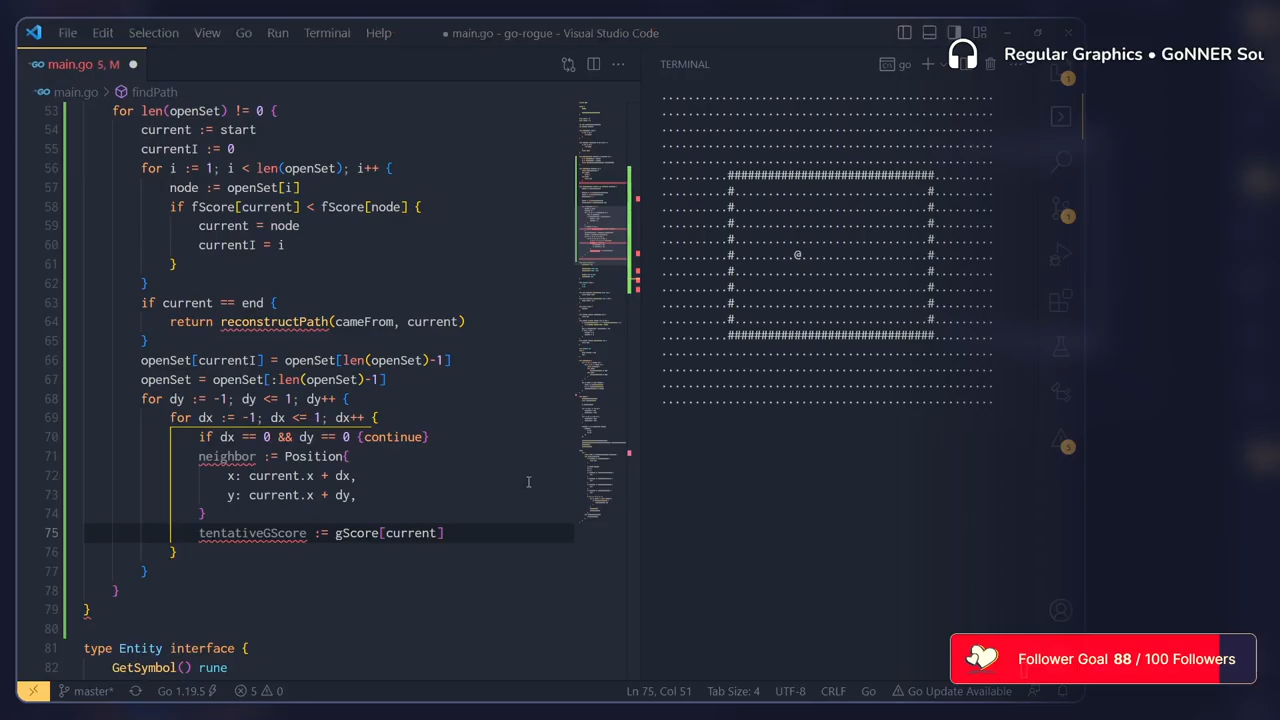 File Edit Selection View Go Run Terminal Help
● main.go - go-rogue - Visual Studio Code
Regular Graphics • GoNNER Sou
main.go 5, M ●
TERMINAL
go
main.go > findPath
53 for len(openSet) != 0 {
54 current := start
55 currentI := 0
56 for i := 1; i < len(openSet); i++ {
57 node := openSet[i]
58 if fScore[current] < fScore[node] {
59 current = node
60 currentI = i
61 }
62 }
63 if current == end {
64 return reconstructPath(cameFrom, current)
65 }
66 openSet[currentI] = openSet[len(openSet)-1]
67 openSet = openSet[:len(openSet)-1]
68 for dy := -1; dy <= 1; dy++ {
69 for dx := -1; dx <= 1; dx++ {
70 if dx == 0 && dy == 0 {continue}
71 neighbor := Position{
72 x: current.x + dx,
73 y: current.x + dy,
74 }
75 tentativeGScore := gScore[current]
76 }
77 }
78 }
79 }
80
81 type Entity interface {
82 GetSymbol() rune
@
1
1
5
Follower Goal 88 / 100 Followers
master* Go 1.19.5 5 0 Ln 75, Col 51 Tab Size: 4 UTF-8 CRLF Go Go Update Available